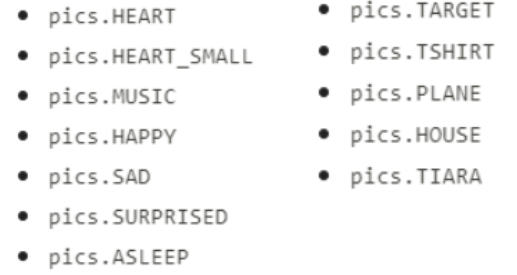 pics.HEART
pics.HEART_SMALL
pics.MUSIC
pics.HAPPY
pics.SAD
pics.SURPRISED
pics.ASLEEP
pics.TARGET
pics.TSHIRT
pics.PLANE
pics.HOUSE
pics.TIARA